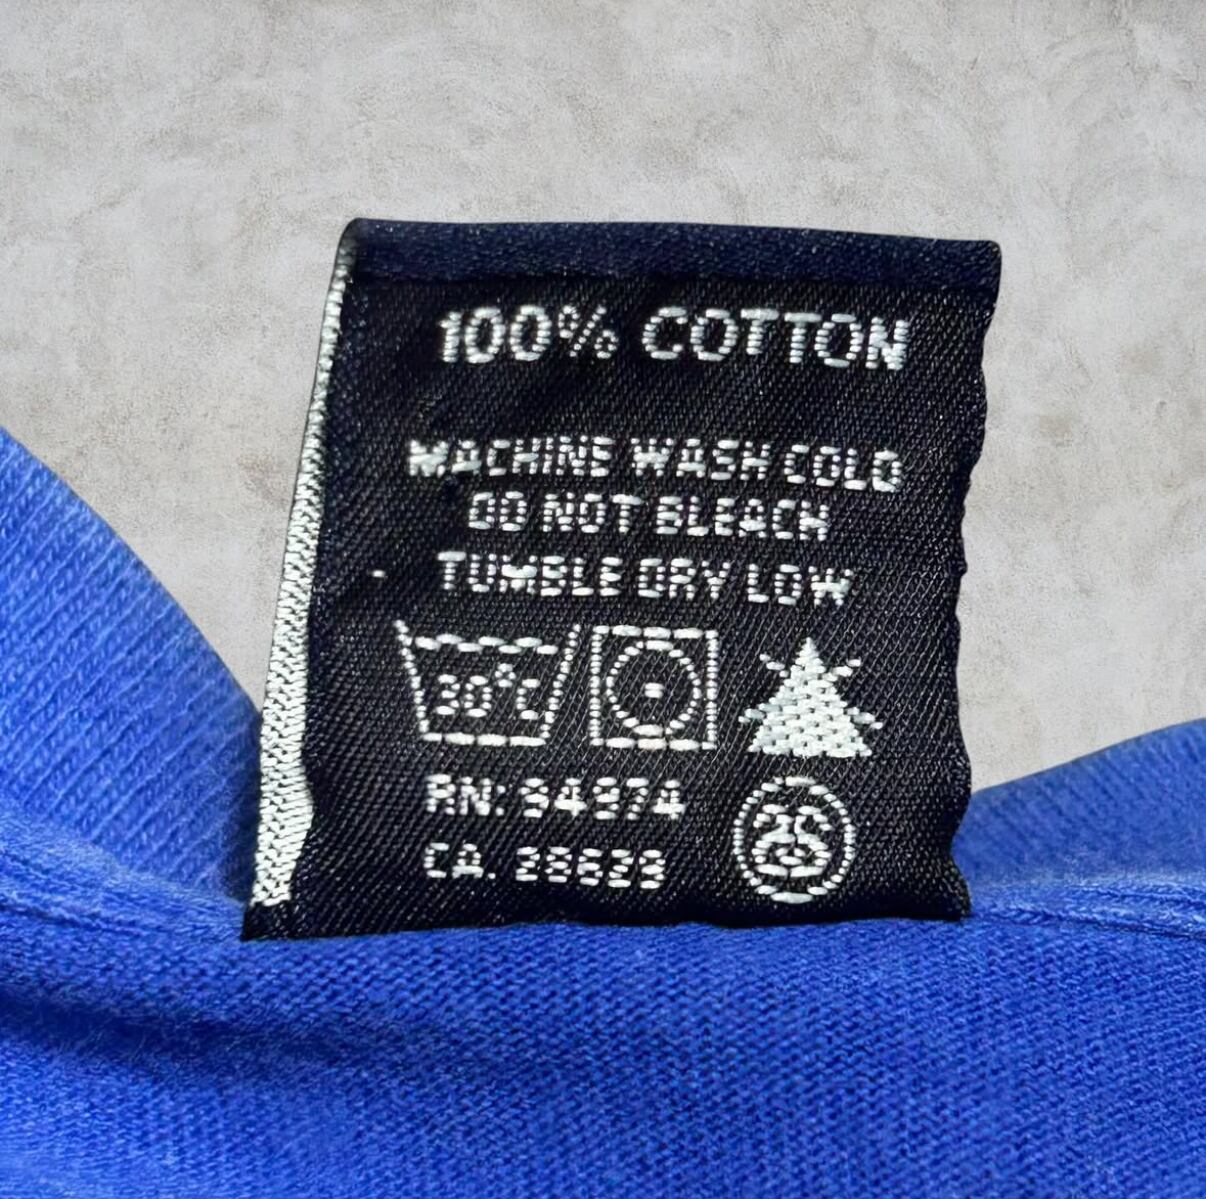 100% COTTON
MACHINE WASH COLD
DO NOT BLEACH
TUMBLE DRY LOW
30°C
RN: 94974
CA. 28629